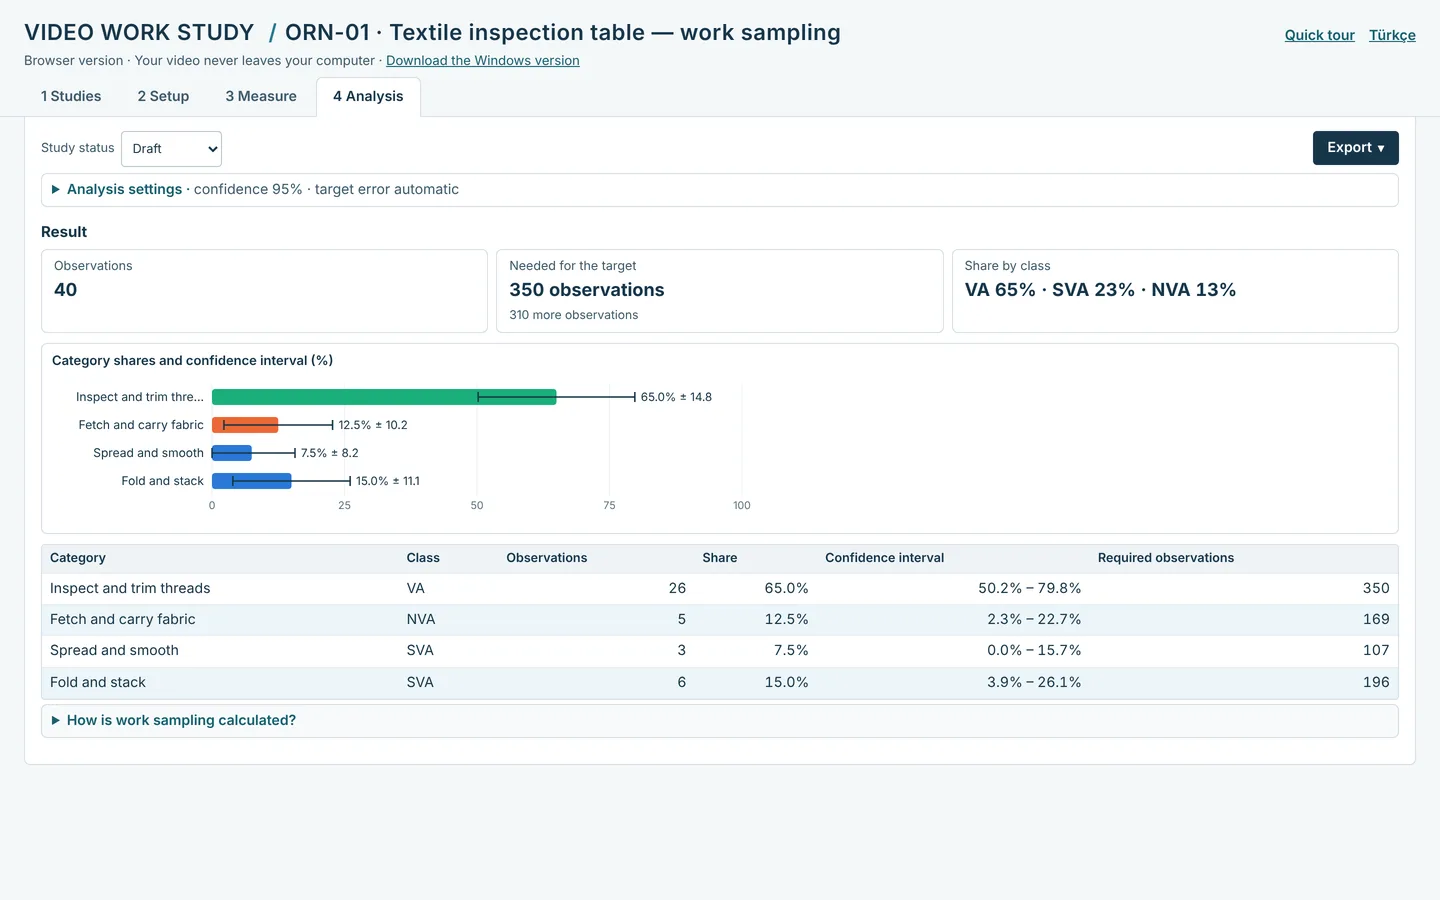 VIDEO WORK STUDY / ORN-01 · Textile inspection table — work sampling
Quick tour Türkçe
Browser version · Your video never leaves your computer · Download the Windows version
1 Studies 2 Setup 3 Measure 4 Analysis
Study status Draft Export ▾
▶ Analysis settings · confidence 95% · target error automatic
Result
Observations
40
Needed for the target
350 observations
310 more observations
Share by class
VA 65% · SVA 23% · NVA 13%
Category shares and confidence interval (%)
Inspect and trim thre... 65.0% ± 14.8
Fetch and carry fabric 12.5% ± 10.2
Spread and smooth 7.5% ± 8.2
Fold and stack 15.0% ± 11.1
0 25 50 75 100
Category Class Observations Share Confidence interval Required observations
Inspect and trim threads VA 26 65.0% 50.2% – 79.8% 350
Fetch and carry fabric NVA 5 12.5% 2.3% – 22.7% 169
Spread and smooth SVA 3 7.5% 0.0% – 15.7% 107
Fold and stack SVA 6 15.0% 3.9% – 26.1% 196
▶ How is work sampling calculated?